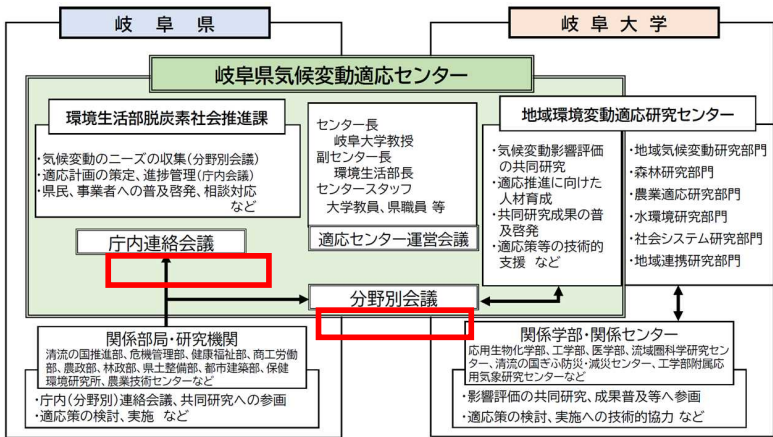 岐阜県
岐阜大学
岐阜県気候変動適応センター
環境生活部脱炭素社会推進課
・気候変動のニーズの収集(分野別会議)
・適応計画の策定、進捗管理(庁内会議)
・県民、事業者への普及啓発、相談対応
など
庁内連絡会議
センター長
岐阜大学教授
副センター長
環境生活部長
センタースタッフ
大学教員、県職員 等
適応センター運営会議
分野別会議
地域環境変動適応研究センター
・気候変動影響評価
の共同研究
・適応推進に向けた
人材育成
・共同研究成果の普
及啓発
・適応策等の技術的
支援 など
・地域気候変動研究部門
・森林研究部門
・農業適応研究部門
・水環境研究部門
・社会システム研究部門
・地域連携研究部門
関係部局・研究機関
清流の国推進部、危機管理部、健康福祉部、商工労働
部、農政部、林政部、県土整備部、都市建築部、保健
環境研究所、農業技術センターなど
・庁内(分野別)連絡会議、共同研究への参画
・適応策の検討、実施 など
関係学部・関係センター
応用生物化学部、工学部、医学部、流域圏科学研究セン
ター、清流の国ぎふ防災・減災センター、工学部附属応
用気象研究センターなど
・影響評価の共同研究、成果普及等へ参画
・適応策の検討、実施への技術的協力 など